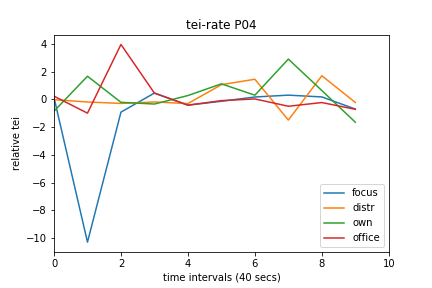 tei-rate P04
relative tei
4
2
0
−2
−4
−6
−8
−10
0 2 4 6 8 10
time intervals (40 secs)
focus
distr
own
office